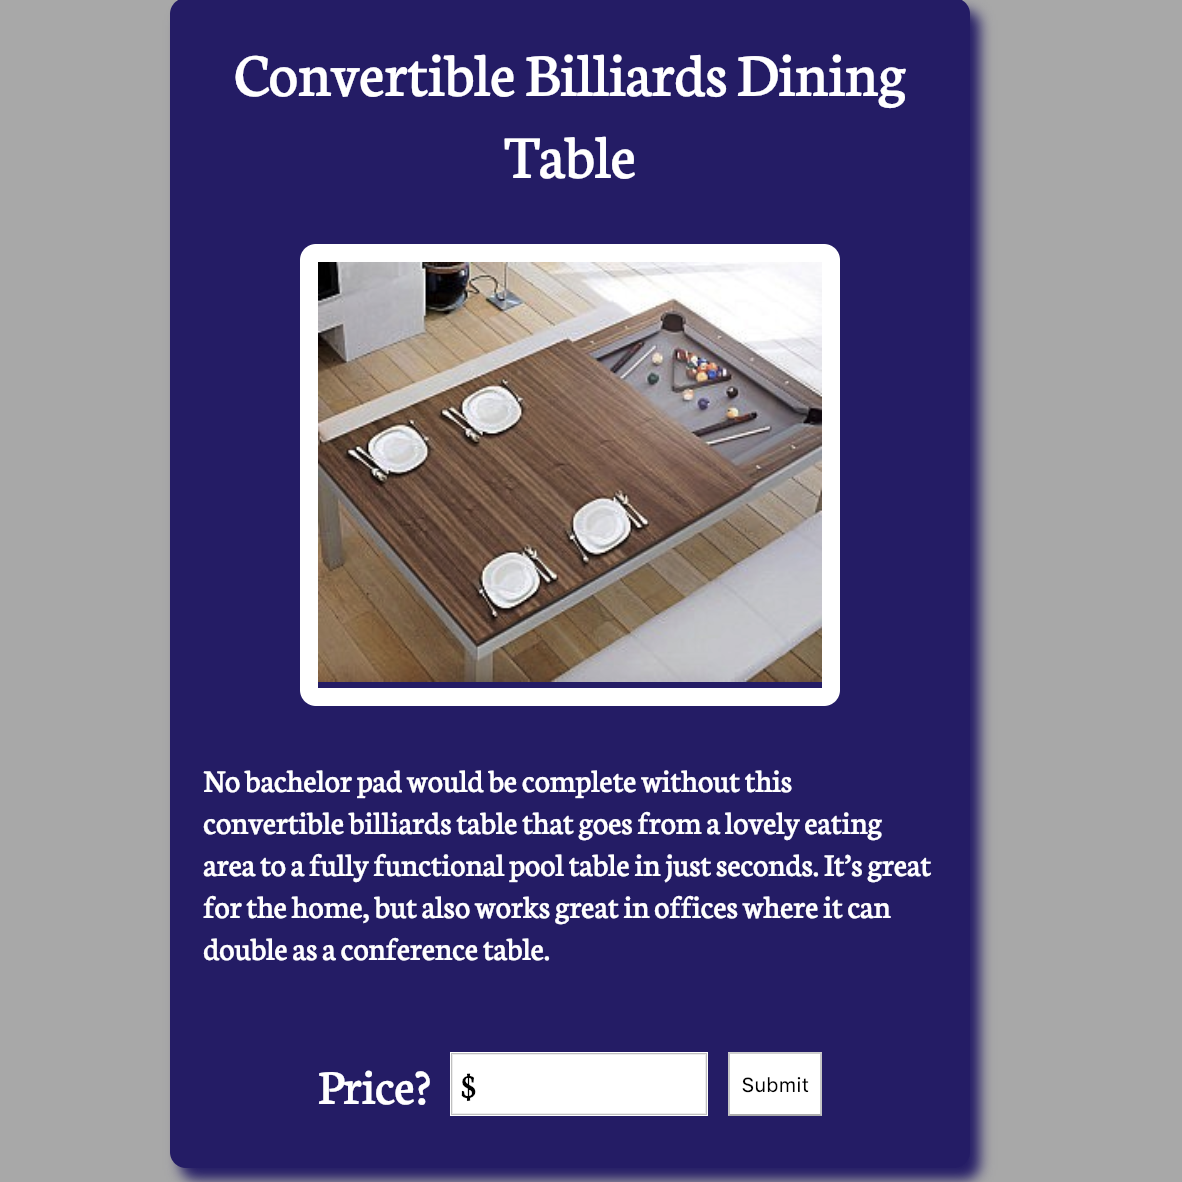 Convertible Billiards Dining
Table
No bachelor pad would be complete without this
convertible billiards table that goes from a lovely eating
area to a fully functional pool table in just seconds. It’s great
for the home, but also works great in offices where it can
double as a conference table.
Price? $ Submit